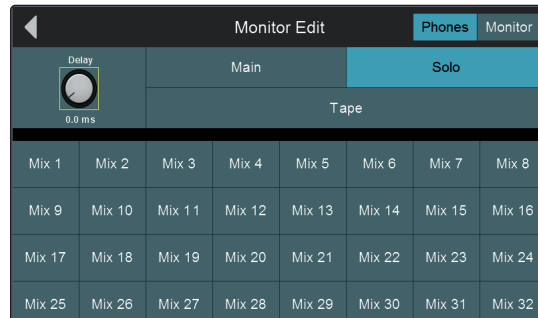 Monitor Edit Phones Monitor
Delay Main Solo
Tape
0.0 ms
Mix 1 Mix 2 Mix 3 Mix 4 Mix 5 Mix 6 Mix 7 Mix 8
Mix 9 Mix 10 Mix 11 Mix 12 Mix 13 Mix 14 Mix 15 Mix 16
Mix 17 Mix 18 Mix 19 Mix 20 Mix 21 Mix 22 Mix 23 Mix 24
Mix 25 Mix 26 Mix 27 Mix 28 Mix 29 Mix 30 Mix 31 Mix 32